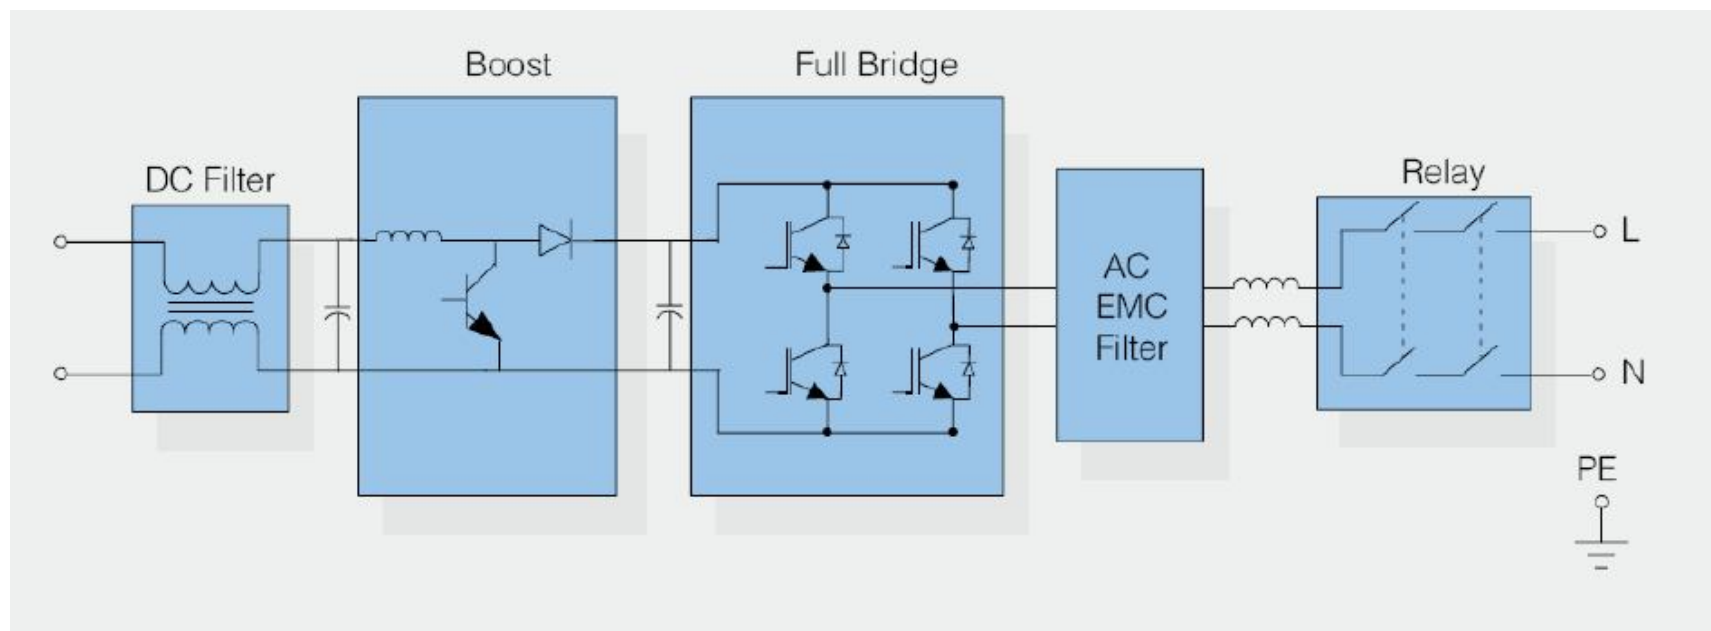 Boost
Full Bridge
DC Filter
Relay
AC
EMC
Filter
L
N
PE